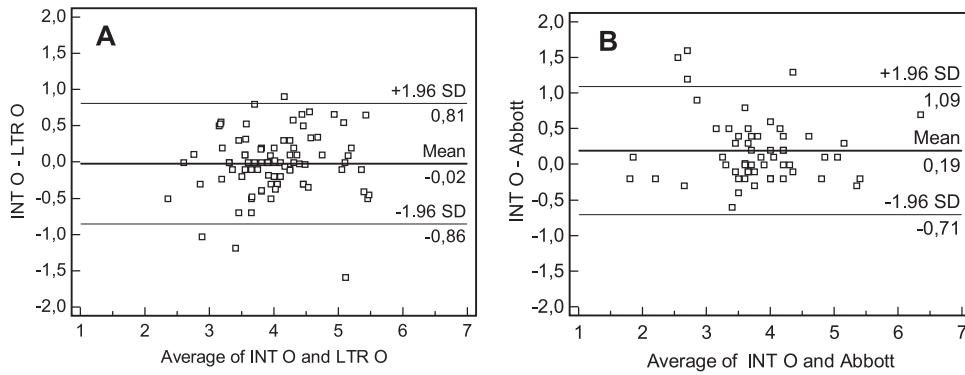 A
INT O - LTR O
2,0
1,5
1,0
0,5
0,0
-0,5
-1,0
-1,5
-2,0
+1.96 SD
0,81
Mean
-0,02
-1.96 SD
-0,86
1 2 3 4 5 6 7
Average of INT O and LTR O
B
INT O - Abbott
2,0
1,5
1,0
0,5
0,0
-0,5
-1,0
-1,5
-2,0
+1.96 SD
1,09
Mean
0,19
-1.96 SD
-0,71
1 2 3 4 5 6 7
Average of INT O and Abbott